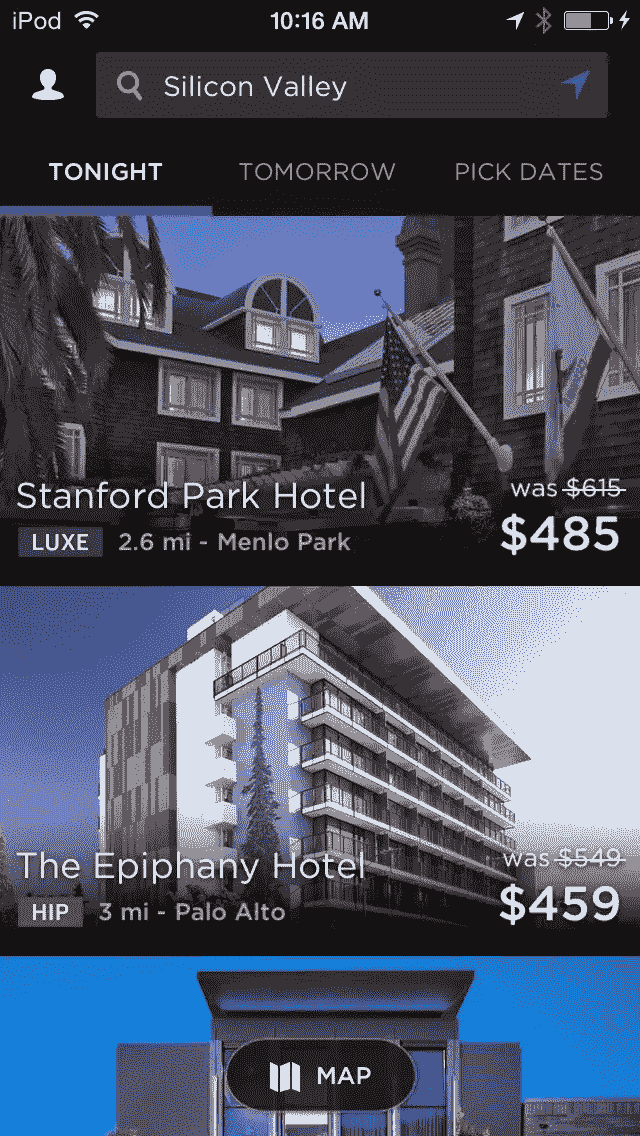 iPod 10:16 AM
Silicon Valley
TONIGHT TOMORROW PICK DATES
Stanford Park Hotel was $615
LUXE 2.6 mi - Menlo Park $485
The Epiphany Hotel was $549
HIP 3 mi - Palo Alto $459
MAP